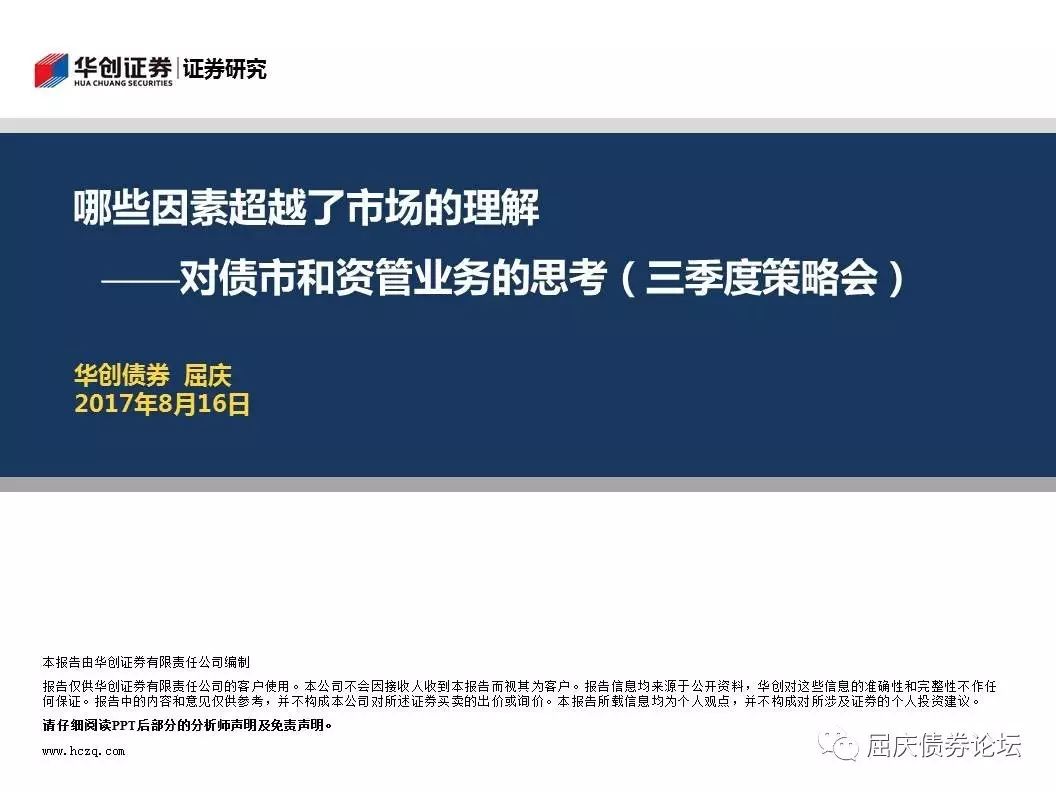 华创证券|证券研究
HUA CHUANG SECURITIES
哪些因素超越了市场的理解
——对债市和资管业务的思考（三季度策略会）
华创债券 屈庆
2017年8月16日
本报告由华创证券有限责任公司编制
报告仅供华创证券有限责任公司的客户使用。本公司不会因接收人收到本报告而视其为客户。报告信息均来源于公开资料，华创对这些信息的准确性和完整性不作任
何保证。报告中的内容和意见仅供参考，并不构成本公司对所述证券买卖的出价或询价。本报告所载信息均为个人观点，并不构成对所涉及证券的个人投资建议。
请仔细阅读PPT后部分的分析师声明及免责声明。
www.hczq.com
屈庆债券论坛